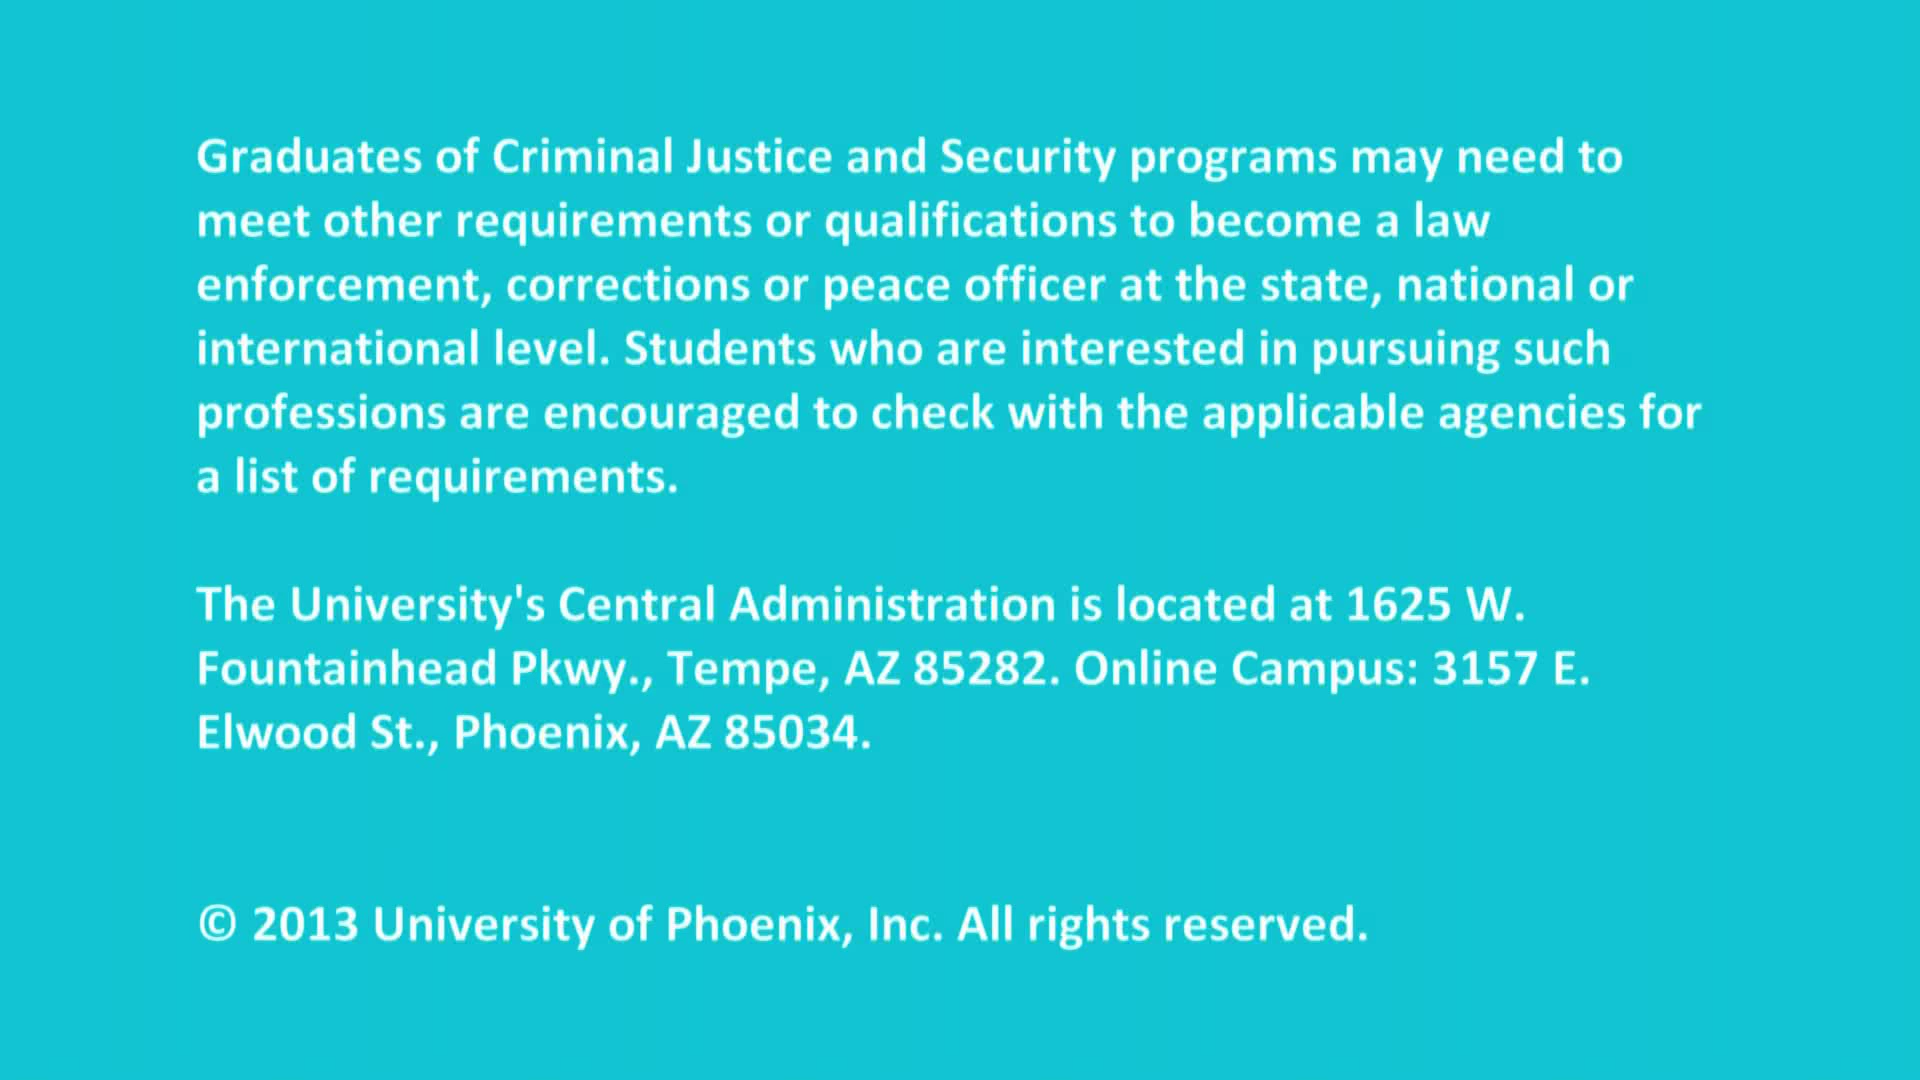 Graduates of Criminal Justice and Security programs may need to
meet other requirements or qualifications to become a law
enforcement, corrections or peace officer at the state, national or
international level. Students who are interested in pursuing such
professions are encouraged to check with the applicable agencies for
a list of requirements.
The University's Central Administration is located at 1625 W.
Fountainhead Pkwy., Tempe, AZ 85282. Online Campus: 3157 E.
Elwood St., Phoenix, AZ 85034.
© 2013 University of Phoenix, Inc. All rights reserved.